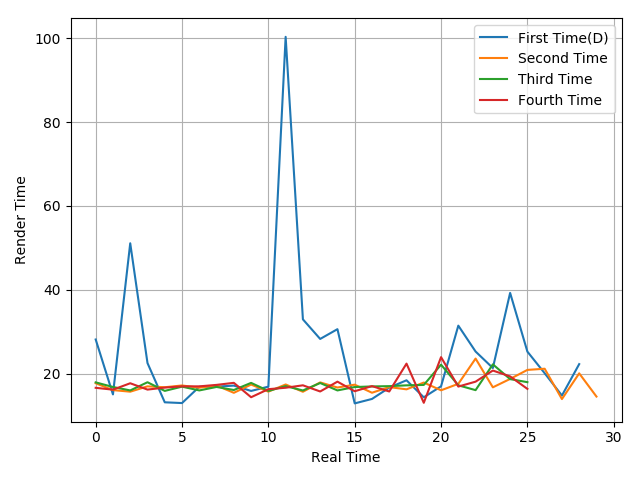 100
80
60
40
20
0 5 10 15 20 25 30
Render Time
Real Time
First Time(D)
Second Time
Third Time
Fourth Time